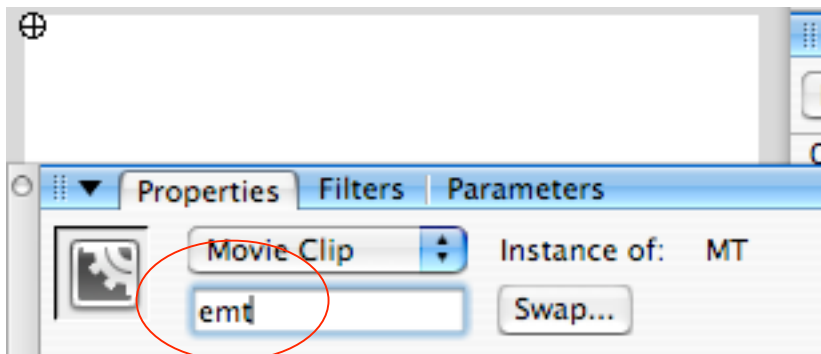 Properties Filters Parameters
Movie Clip Instance of: MT
emt Swap...